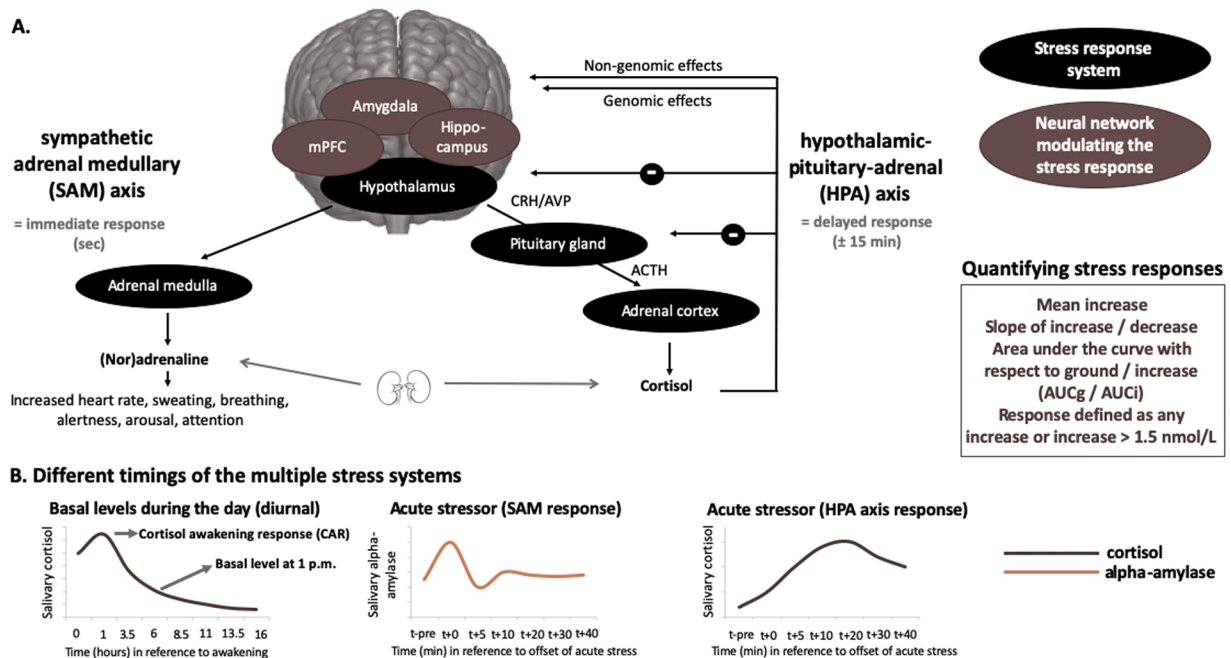 A.
Non-genomic effects
Genomic effects
Amygdala
mPFC
Hippo-
campus
Hypothalamus
sympathetic
adrenal medullary
(SAM) axis
= immediate response
(sec)
CRH/AVP
Pituitary gland
ACTH
Adrenal medulla
Adrenal cortex
(Nor)adrenaline
Cortisol
Increased heart rate, sweating, breathing,
alertness, arousal, attention
hypothalamic-
pituitary-adrenal
(HPA) axis
= delayed response
(± 15 min)
-
-
Stress response
system
Neural network
modulating the
stress response
Quantifying stress responses
Mean increase
Slope of increase / decrease
Area under the curve with
respect to ground / increase
(AUCg / AUCi)
Response defined as any
increase or increase > 1.5 nmol/L
B. Different timings of the multiple stress systems
Basal levels during the day (diurnal)
Salivary cortisol
Cortisol awakening response (CAR)
Basal level at 1 p.m.
0 1 3.5 6 8.5 11 13.5 16
Time (hours) in reference to awakening
Acute stressor (SAM response)
Salivary alpha-
amylase
t-pre t+0 t+5 t+10 t+20 t+30 t+40
Time (min) in reference to offset of acute stress
Acute stressor (HPA axis response)
Salivary cortisol
t-pre t+0 t+5 t+10 t+20 t+30 t+40
Time (min) in reference to offset of acute stress
cortisol
alpha-amylase